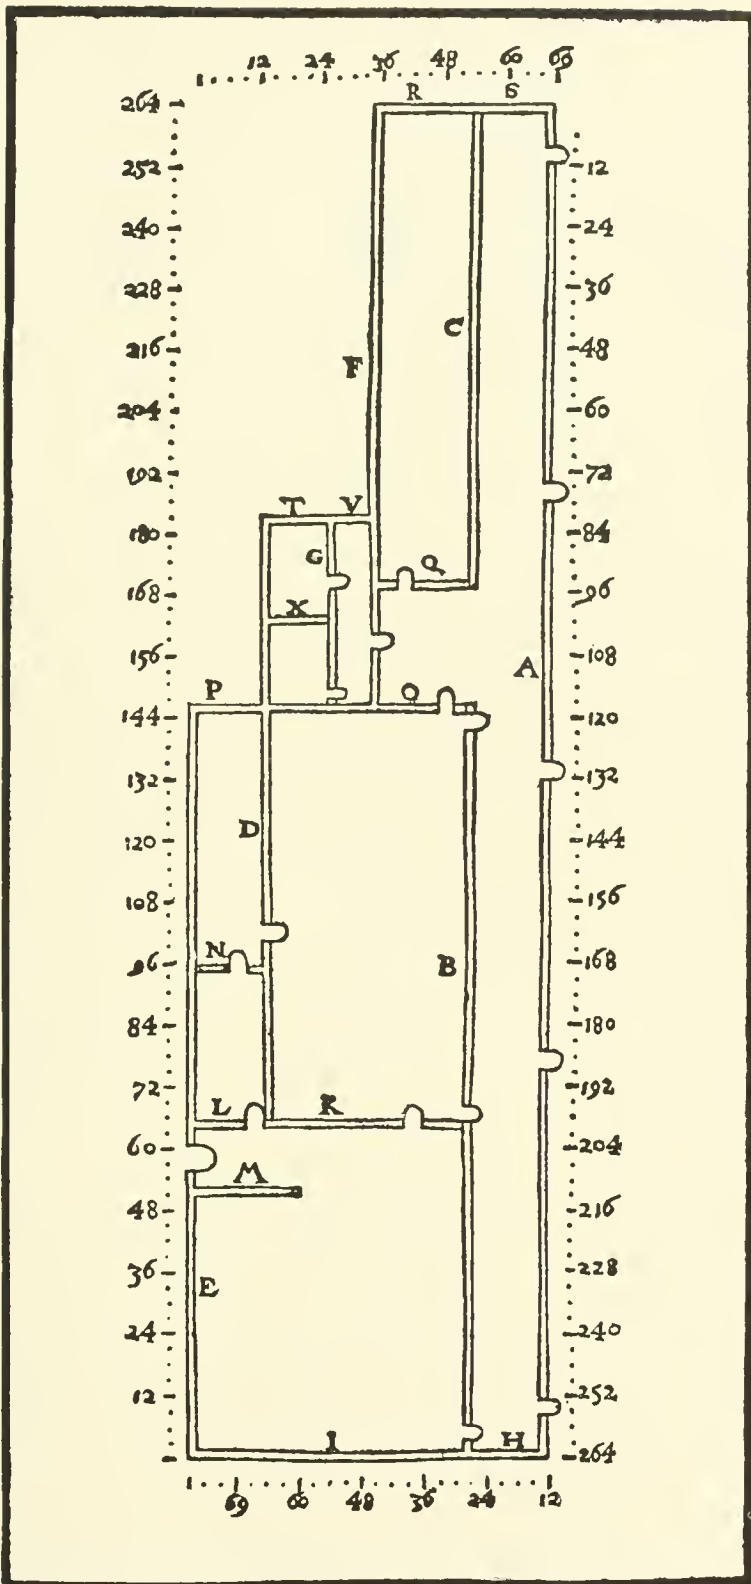 12 24 36 48 60 66
264 R S
252 12
240 24
228 36
216 C 48
F
204 60
192 72
T V
180 84
G Q
168 96
X
156 108
A
P O
144 120
132 132
D
120 144
108 156
N B
96 168
84 180
72 192
L K
60 204
M
48 216
36 E 228
24 240
12 252
I H
264
69 60 48 36 24 12